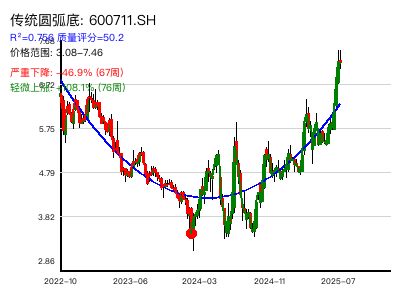 传统圆弧底: 600711.SH
R²=0.756 质量评分=50.2
价格范围: 3.08-7.46
严重下降: -46.9% (67周)
轻微上涨: +108.1% (76周)
7.68
6.72
5.75
4.79
3.82
2.86
2022-10
2023-06
2024-03
2024-11
2025-07